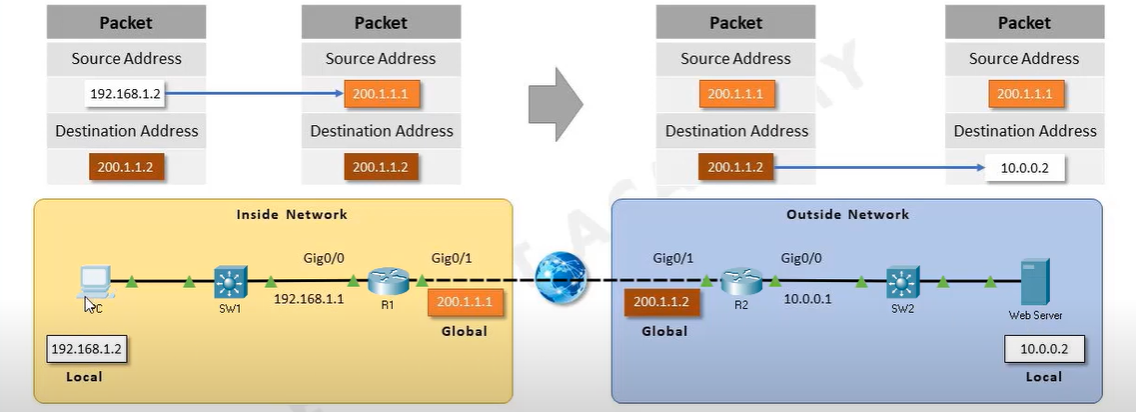 Packet
Source Address
192.168.1.2
Destination Address
200.1.1.2
Packet
Source Address
200.1.1.1
Destination Address
200.1.1.2
Packet
Source Address
200.1.1.1
Destination Address
200.1.1.2
Packet
Source Address
200.1.1.1
Destination Address
10.0.0.2
Inside Network
Gig0/0
Gig0/1
PC
SW1
192.168.1.1
R1
200.1.1.1
Global
192.168.1.2
Local
Outside Network
Gig0/1
Gig0/0
200.1.1.2
R2
10.0.0.1
SW2
Web Server
Global
10.0.0.2
Local